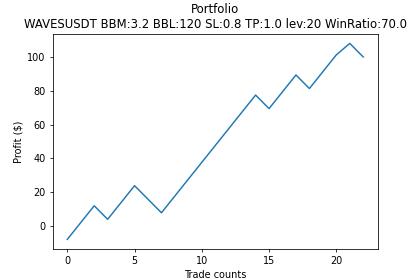 Portfolio
WAVESUSDT BBM:3.2 BBL:120 SL:0.8 TP:1.0 lev:20 WinRatio:70.0
100
80
60
40
20
0
Profit ($)
0 5 10 15 20
Trade counts